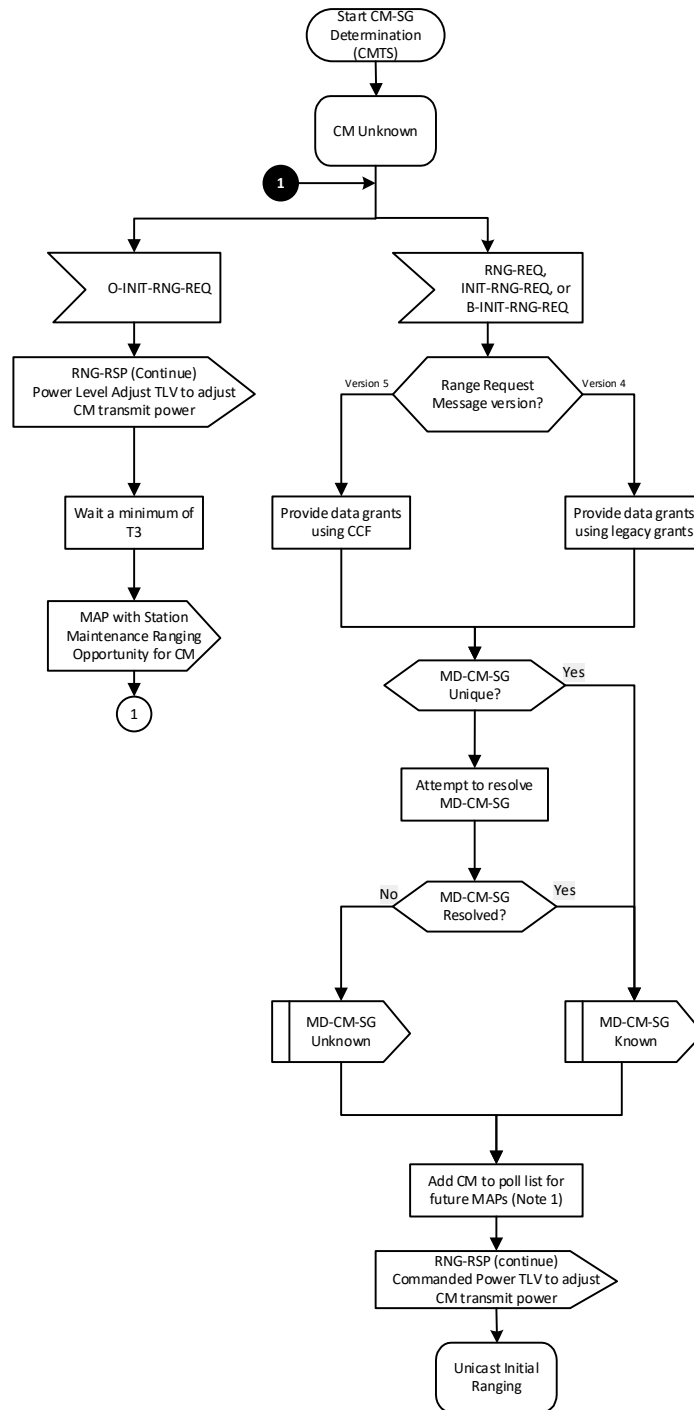 Start CM-SG
Determination
(CMTS)
CM Unknown
1
O-INIT-RNG-REQ
RNG-REQ,
INIT-RNG-REQ, or
B-INIT-RNG-REQ
RNG-RSP (Continue)
Power Level Adjust TLV to adjust
CM transmit power
Version 5
Range Request
Message version?
Version 4
Wait a minimum of
T3
Provide data grants
using CCF
Provide data grants
using legacy grants
MAP with Station
Maintenance Ranging
Opportunity for CM
1
MD-CM-SG
Unique?
Yes
Attempt to resolve
MD-CM-SG
No
MD-CM-SG
Resolved?
Yes
MD-CM-SG
Unknown
MD-CM-SG
Known
Add CM to poll list for
future MAPs (Note 1)
RNG-RSP (continue)
Commanded Power TLV to adjust
CM transmit power
Unicast Initial
Ranging